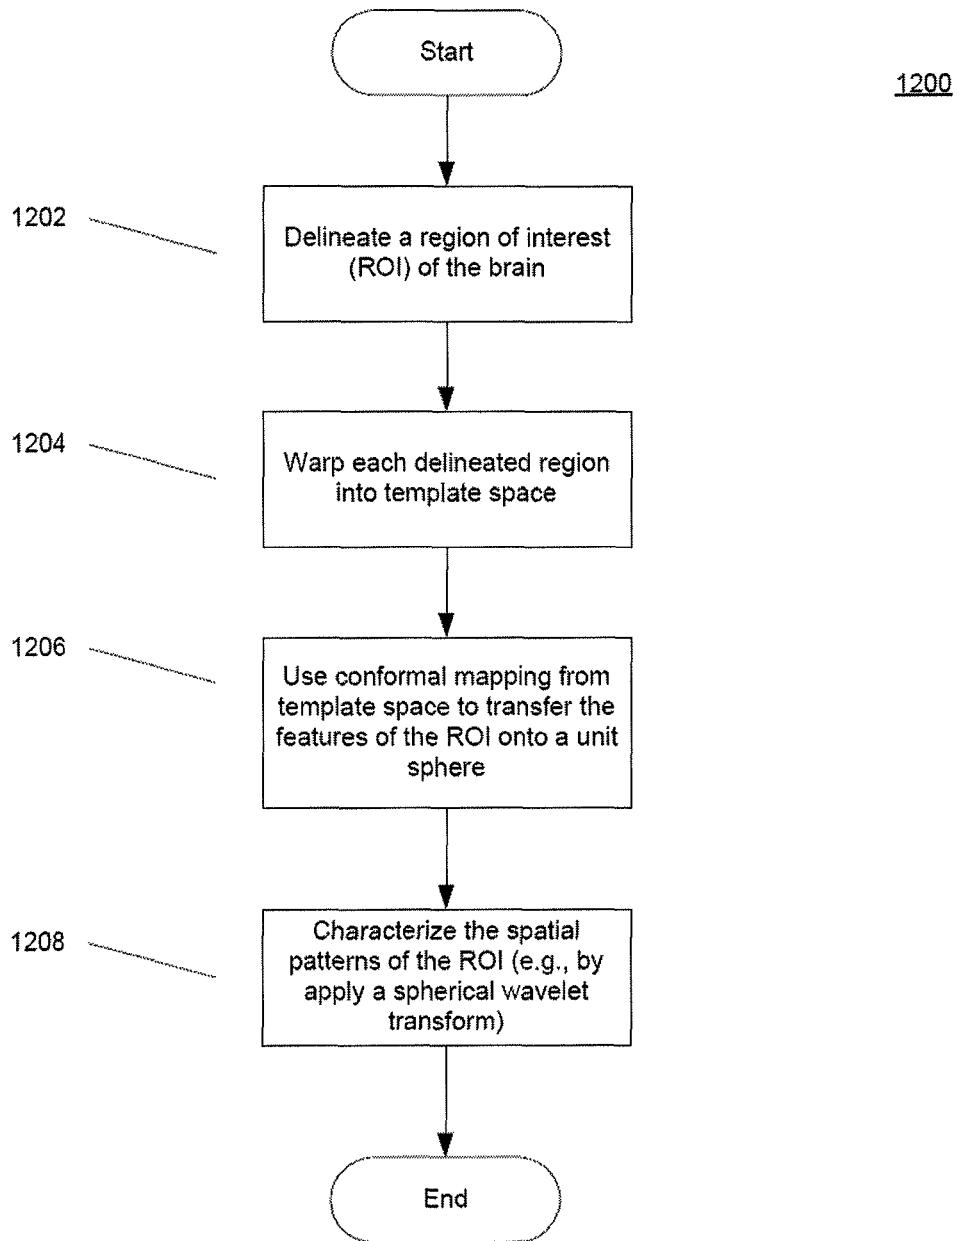 Start
1200
1202
Delineate a region of interest
(ROI) of the brain
1204
Warp each delineated region
into template space
1206
Use conformal mapping from
template space to transfer the
features of the ROI onto a unit
sphere
1208
Characterize the spatial
patterns of the ROI (e.g., by
apply a spherical wavelet
transform)
End